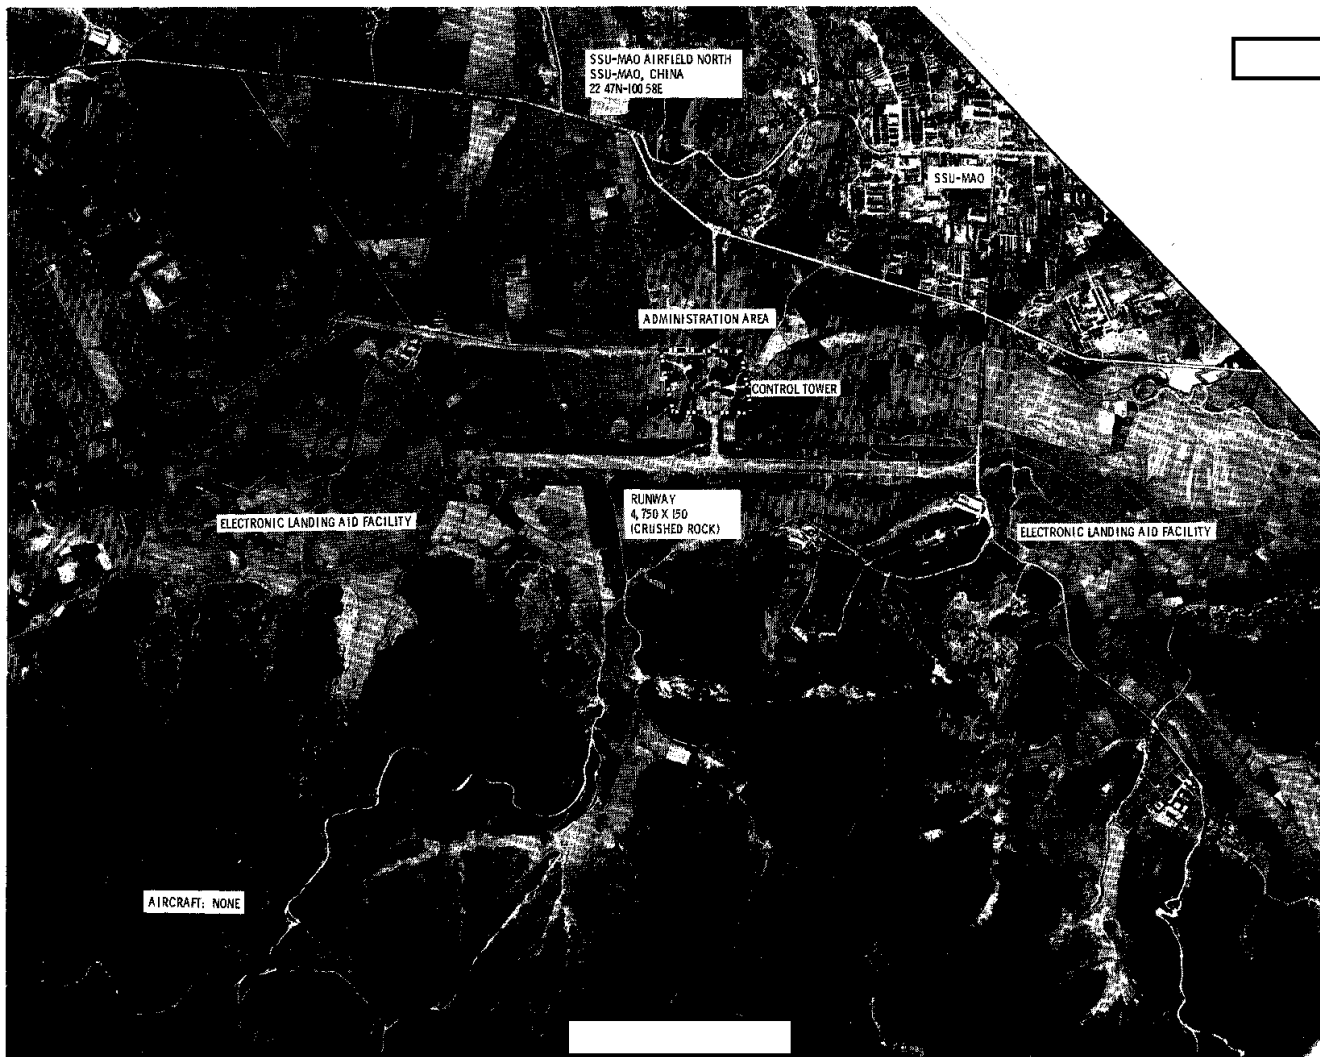 SSU-MAO AIRFIELD NORTH
SSU-MAO, CHINA
22 47N-100 58E
SSU-MAO
ADMINISTRATION AREA
CONTROL TOWER
RUNWAY
4,750 X 150
(CRUSHED ROCK)
ELECTRONIC LANDING AID FACILITY
ELECTRONIC LANDING AID FACILITY
AIRCRAFT: NONE